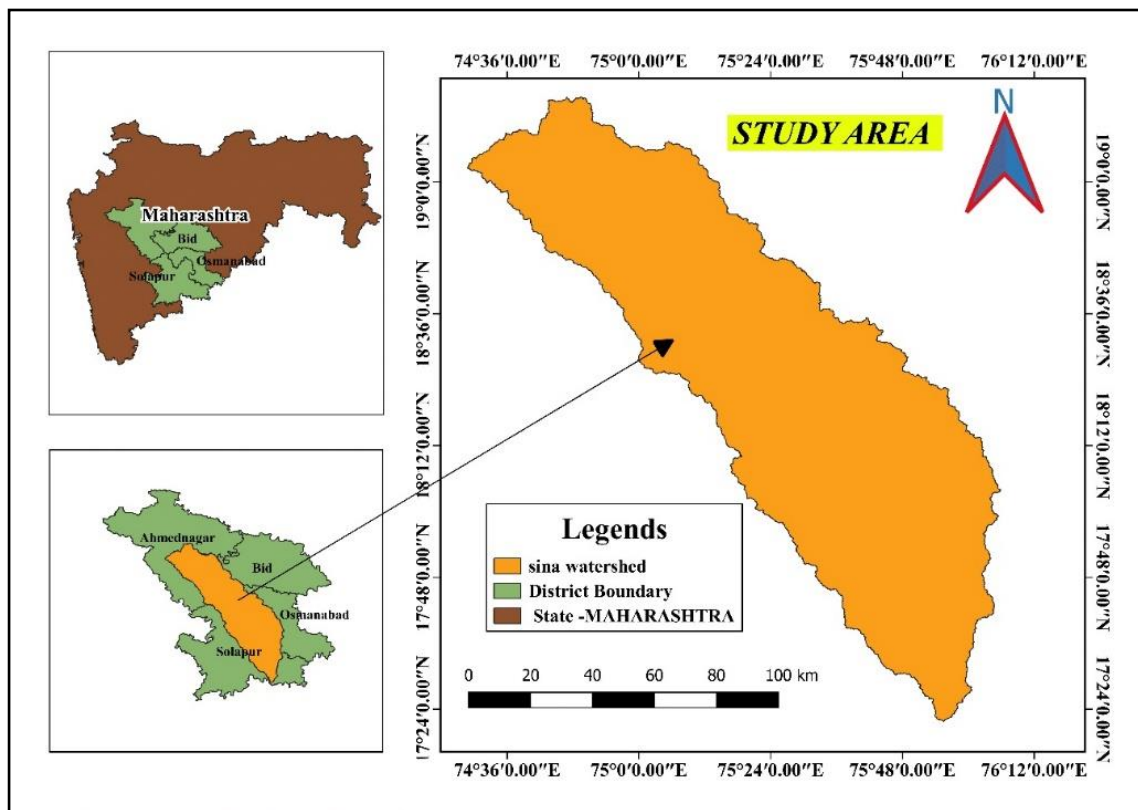 Maharashtra
Bid
Osmanabad
Solapur
Ahmednagar
Bid
Osmanabad
Solapur
74°36'0.00"E 75°0'0.00"E 75°24'0.00"E 75°48'0.00"E 76°12'0.00"E
STUDY AREA
N
19°0'0.00"N
18°36'0.00"N
18°12'0.00"N
17°48'0.00"N
17°24'0.00"N
19°0'0.00"N
18°36'0.00"N
18°12'0.00"N
17°48'0.00"N
17°24'0.00"N
Legends
sina watershed
District Boundary
State -MAHARASHTRA
0 20 40 60 80 100 km
74°36'0.00"E 75°0'0.00"E 75°24'0.00"E 75°48'0.00"E 76°12'0.00"E